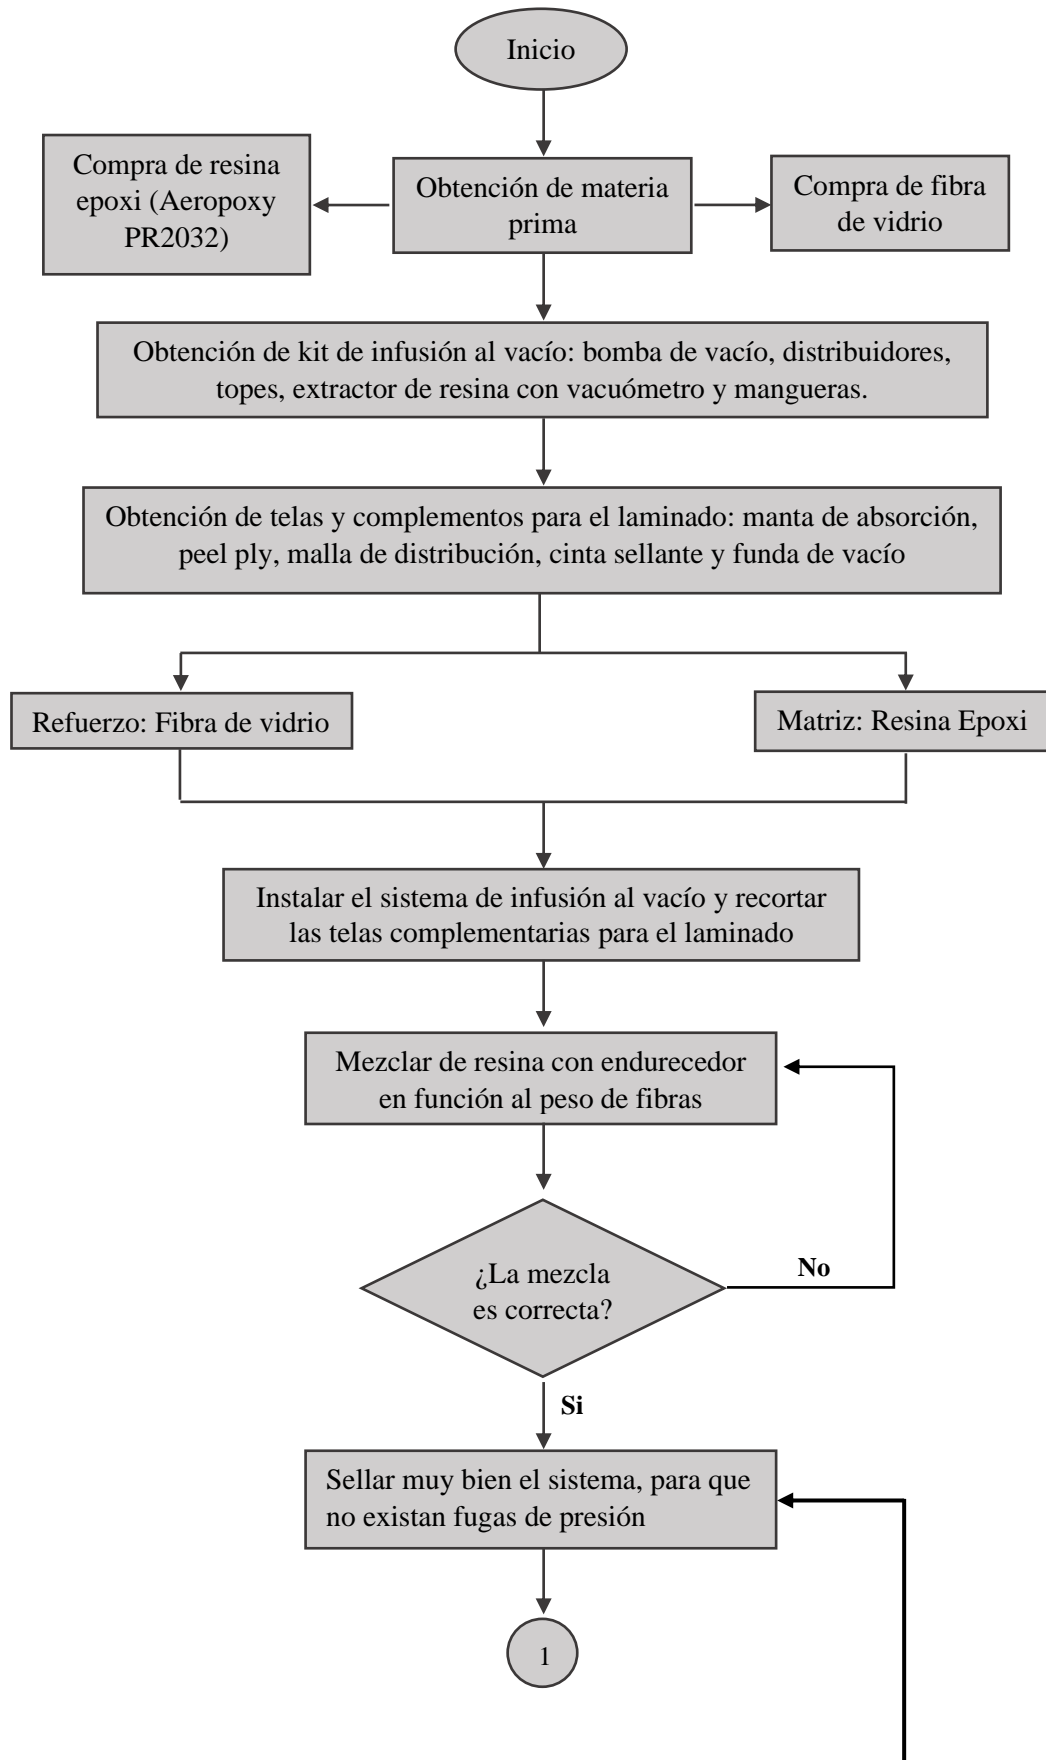 Inicio
Compra de resina
epoxi (Aeropoxy
PR2032)
Obtención de materia
prima
Compra de fibra
de vidrio
Obtención de kit de infusión al vacío: bomba de vacío, distribuidores,
topes, extractor de resina con vacuómetro y mangueras.
Obtención de telas y complementos para el laminado: manta de absorción,
peel ply, malla de distribución, cinta sellante y funda de vacío
Refuerzo: Fibra de vidrio
Matriz: Resina Epoxi
Instalar el sistema de infusión al vacío y recortar
las telas complementarias para el laminado
Mezclar de resina con endurecedor
en función al peso de fibras
¿La mezcla
es correcta?
No
Si
Sellar muy bien el sistema, para que
no existan fugas de presión
1